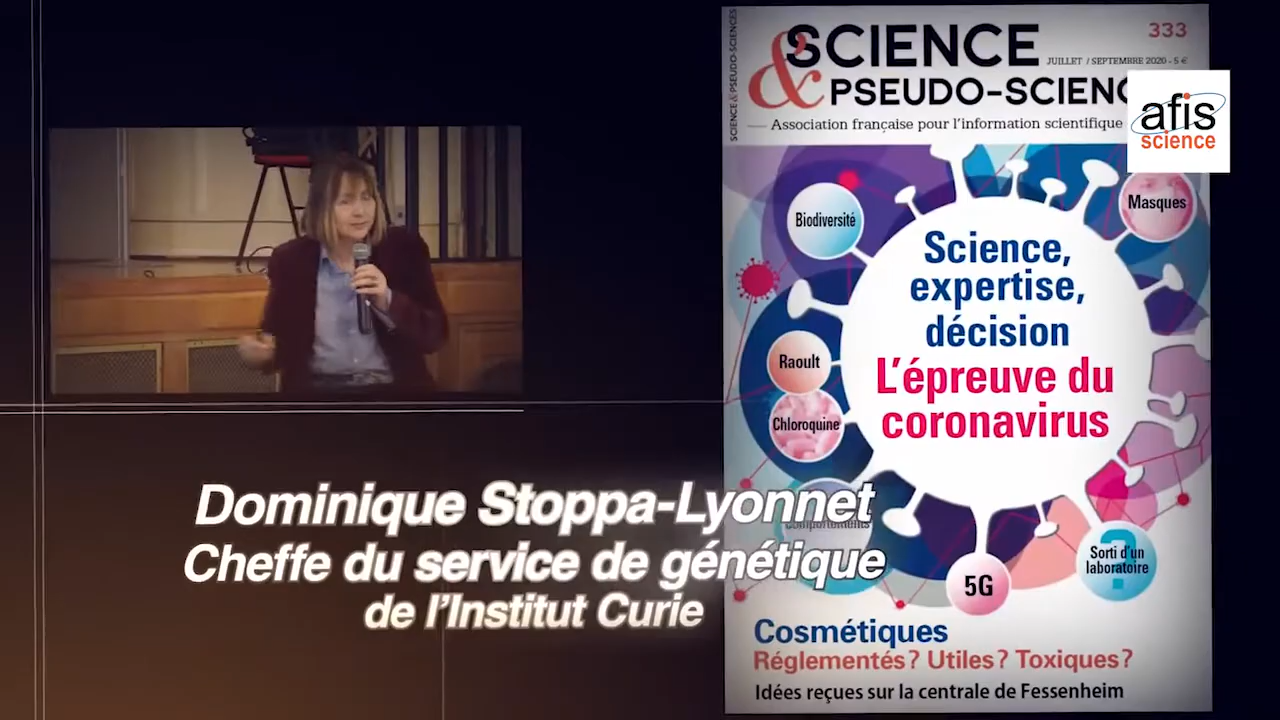 SCIENCE & PSEUDO-SCIENCES
SCIENCE
333
JUILLET / SEPTEMBRE 2020 - 5 €
& PSEUDO-SCIENC
Association française pour l'information scientifique
afis
science
Biodiversité
Masques
Science,
expertise,
décision
L'épreuve du
coronavirus
Raoult
Chloroquine
Comportements
Dominique Stoppa-Lyonnet
Cheffe du service de génétique
de l'Institut Curie
Sorti d'un
laboratoire
?
5G
Cosmétiques
Réglementés ? Utiles ? Toxiques ?
Idées reçues sur la centrale de Fessenheim